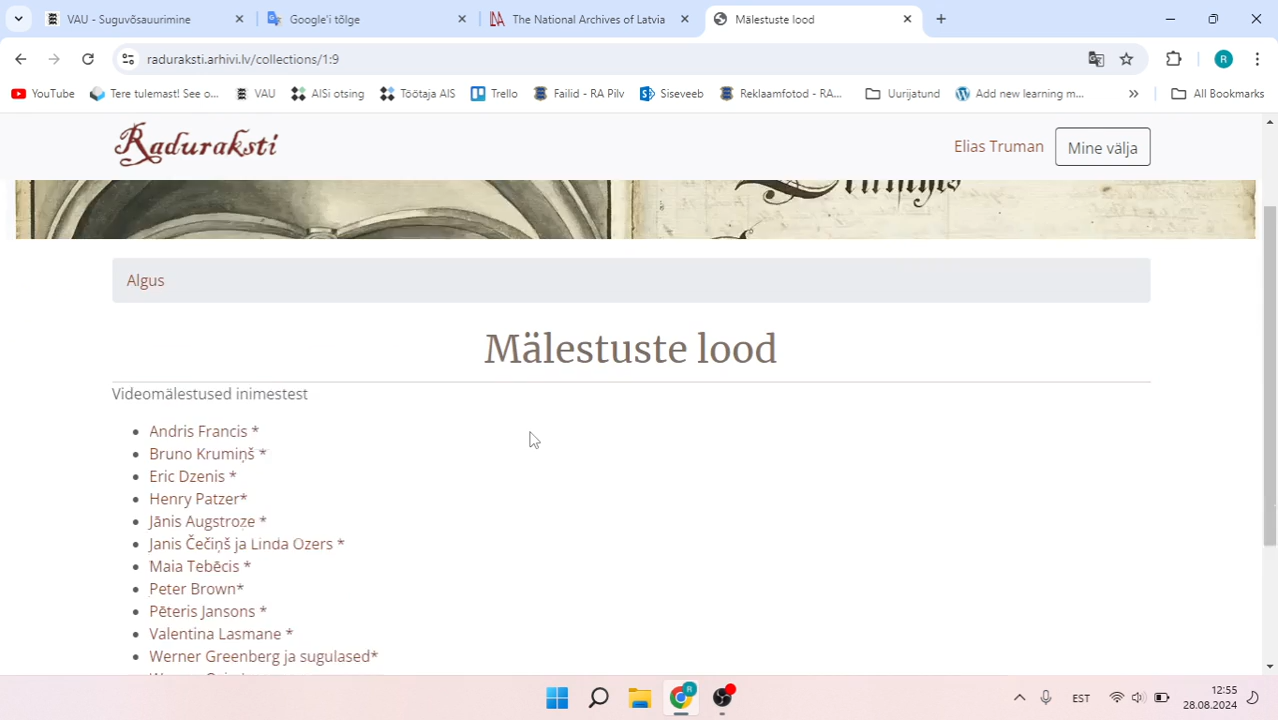 VAU - Suguvõsauurimine
Google'i tõlge
The National Archives of Latvia
Mälestuste lood
raduraksti.arhivi.lv/collections/1:9
R
YouTube
Tere tulemast! See o...
VAU
AISi otsing
Töötaja AIS
Trello
Failid - RA Pilv
Siseveeb
Reklaamfotod - RA...
Uurijatund
Add new learning m...
All Bookmarks
Raduraksti
Elias Truman
Mine välja
Algus
Mälestuste lood
Videomälestused inimestest
Andris Francis *
Bruno Krumiņš *
Eric Dzenis *
Henry Patzer*
Jānis Augstroze *
Janis Čečiņš ja Linda Ozers *
Maia Tebēcis *
Peter Brown*
Pēteris Jansons *
Valentina Lasmane *
Werner Greenberg ja sugulased*
EST
12:55
28.08.2024